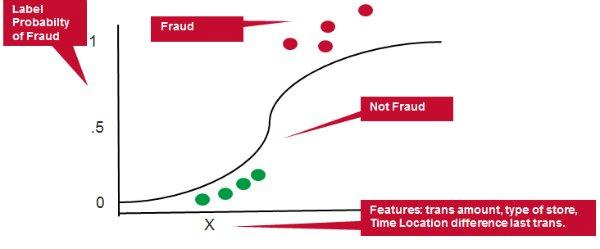 Label
Probabilty
of Fraud
Fraud
1
Not Fraud
.5
0
X
Features: trans amount, type of store,
Time Location difference last trans.